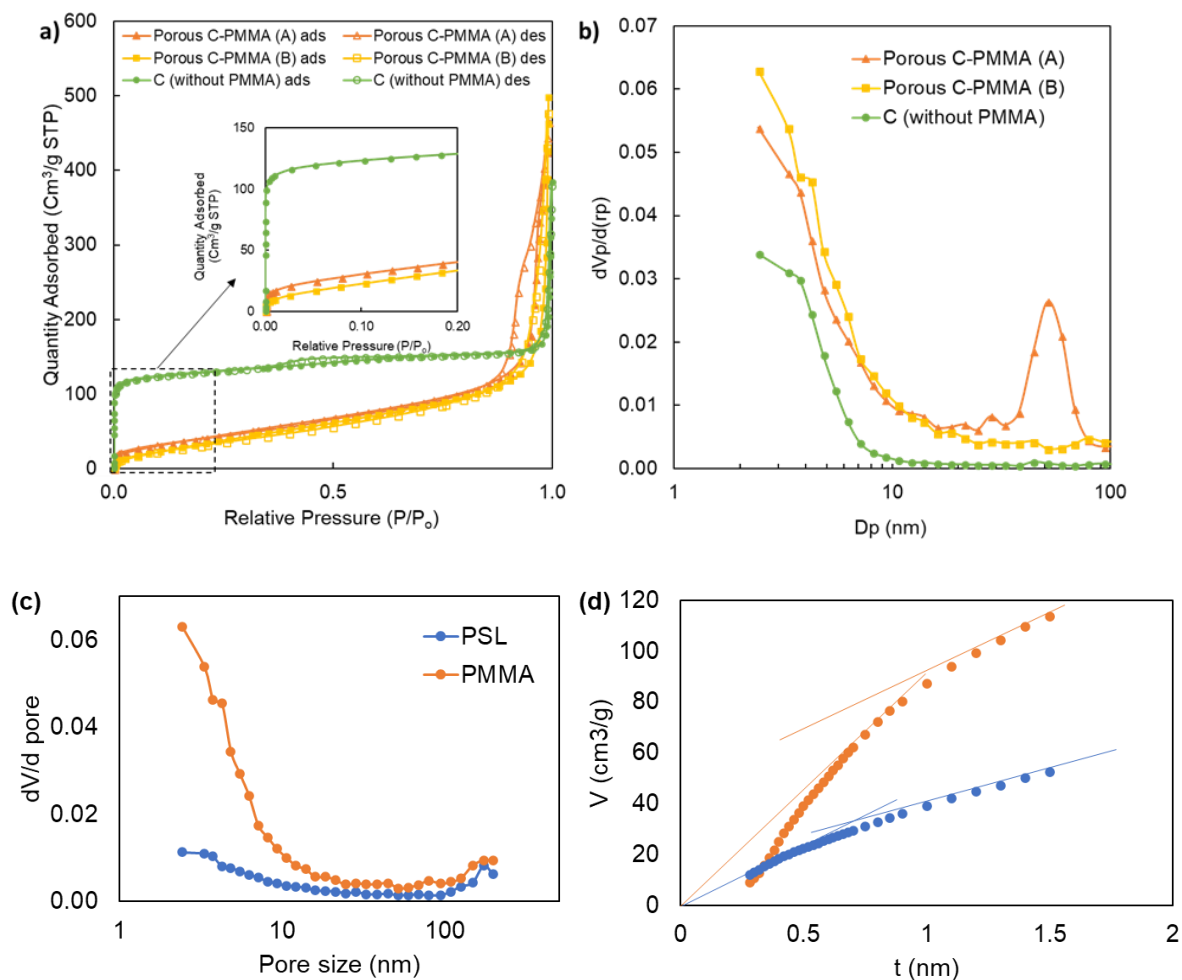 a)
600
500
400
300
200
100
0
Quantity Adsorbed (Cm³/g STP)
Porous C-PMMA (A) ads
Porous C-PMMA (A) des
Porous C-PMMA (B) ads
Porous C-PMMA (B) des
C (without PMMA) ads
C (without PMMA) des
150
100
50
0
Quantity Adsorbed
(Cm³/g STP)
0.00
0.10
0.20
Relative Pressure (P/Pₒ)
0.0
0.5
1.0
Relative Pressure (P/Pₒ)
b)
0.07
0.06
0.05
0.04
0.03
0.02
0.01
0.00
dVp/d(rp)
Porous C-PMMA (A)
Porous C-PMMA (B)
C (without PMMA)
1
10
100
Dp (nm)
(c)
0.06
0.04
0.02
0.00
dV/d pore
PSL
PMMA
1
10
100
Pore size (nm)
(d)
120
100
80
60
40
20
0
V (cm3/g)
0
0.5
1
1.5
2
t (nm)